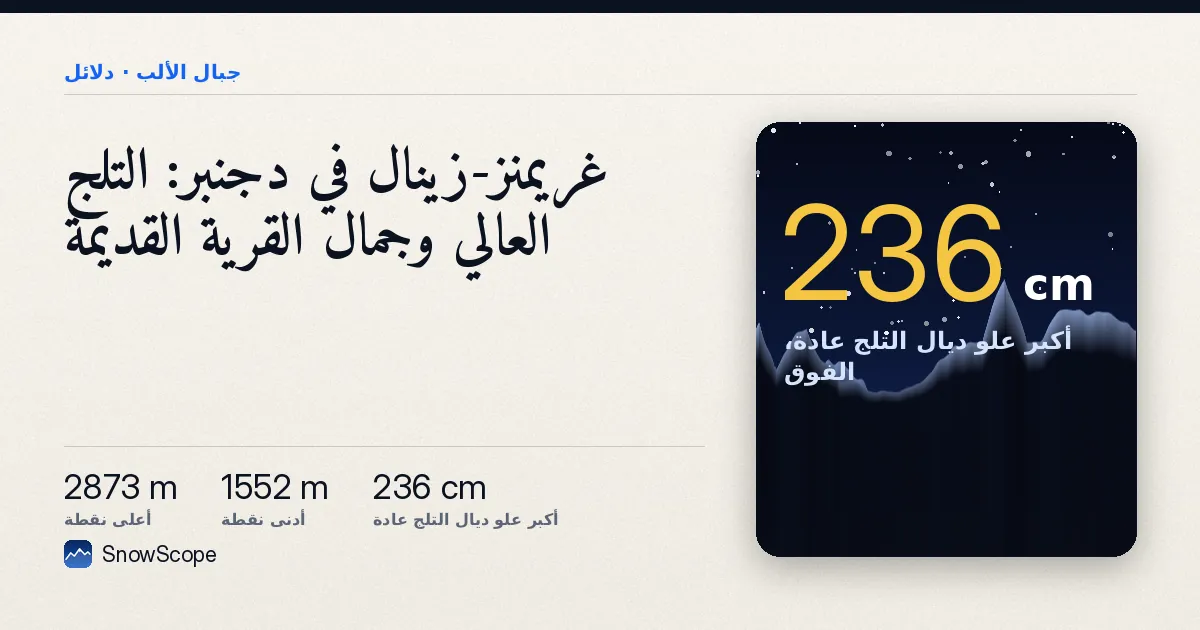 جبال الألب · دلائل
غريمنز-زينال في دجنبر: التلج
العالي وجمال القرية القديمة
236 cm
أكبر علو ديال الثلج عادة،
الفوق
2873 m
أعلى نقطة
1552 m
أدنى نقطة
236 cm
أكبر علو ديال التلج عادة
SnowScope